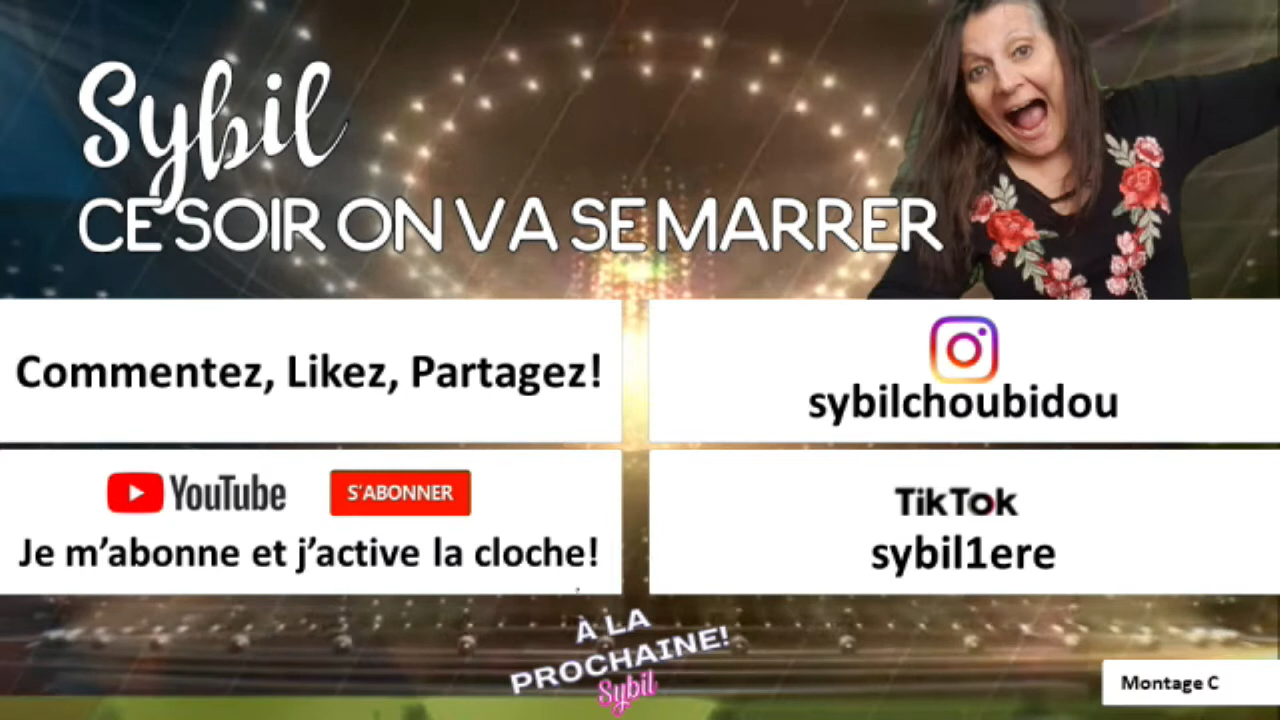 Sybil
CE SOIR ON VA SE MARRER
Commentez, Likez, Partagez!
sybilchoubidou
YouTube S'ABONNER
Je m'abonne et j'active la cloche!
TikTok
sybil1ere
À LA
PROCHAINE!
Sybil
Montage C